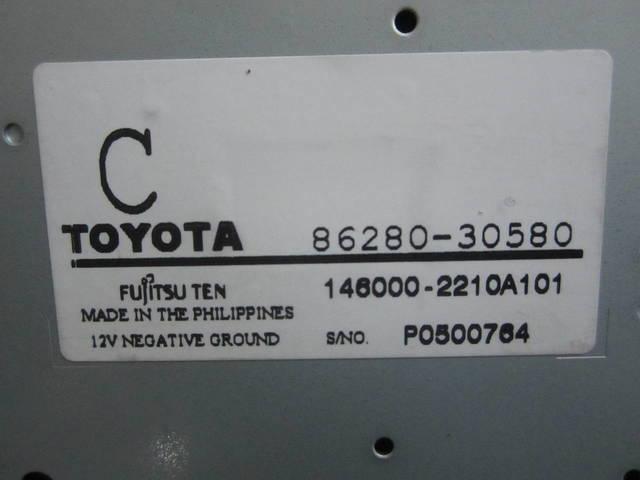 C
TOYOTA 86280-30580
FUJITSU TEN 146000-2210A101
MADE IN THE PHILIPPINES
12V NEGATIVE GROUND S/NO. P0500764